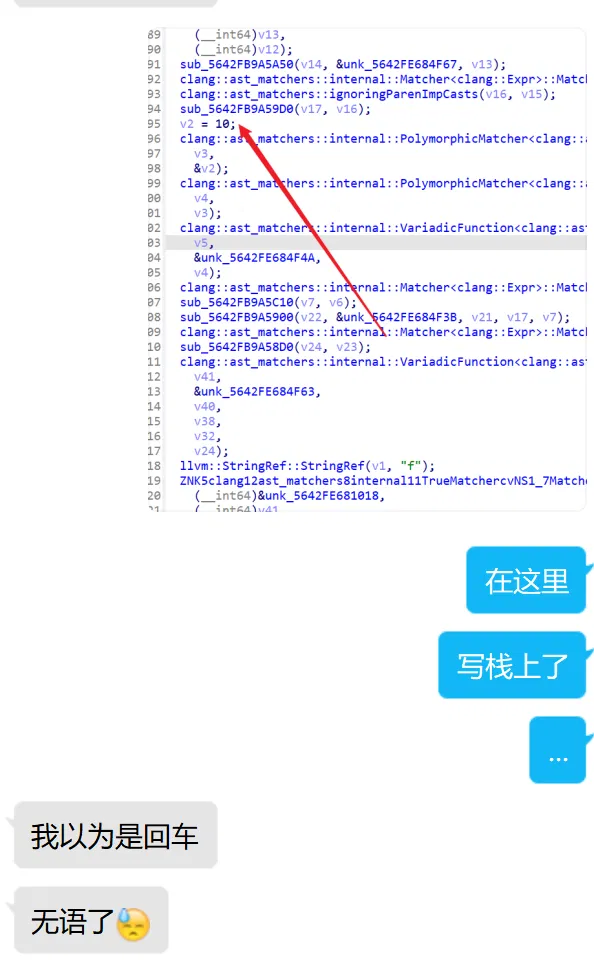 89 (__int64)v13,
90 (__int64)v12);
91 sub_5642FB9A5A50(v14, &unk_5642FE684F67, v13);
92 clang::ast_matchers::internal::Matcher<clang::Expr>::Match
93 clang::ast_matchers::ignoringParenImpCasts(v16, v15);
94 sub_5642FB9A59D0(v17, v16);
95 v2 = 10;
96 clang::ast_matchers::internal::PolymorphicMatcher<clang::a
97 v3,
98 &v2);
99 clang::ast_matchers::internal::PolymorphicMatcher<clang::a
00 v4,
01 v3);
02 clang::ast_matchers::internal::VariadicFunction<clang::ast
03 v5,
04 &unk_5642FE684F4A,
05 v4);
06 clang::ast_matchers::internal::Matcher<clang::Expr>::Match
07 sub_5642FB9A5C10(v7, v6);
08 sub_5642FB9A5900(v22, &unk_5642FE684F3B, v21, v17, v7);
09 clang::ast_matchers::internal::Matcher<clang::Expr>::Match
10 sub_5642FB9A58D0(v24, v23);
11 clang::ast_matchers::internal::VariadicFunction<clang::ast
12 v41,
13 &unk_5642FE684F63,
14 v40,
15 v38,
16 v32,
17 v24);
18 llvm::StringRef::StringRef(v1, "f");
19 ZNK5clang12ast_matchers8internal11TrueMatchercvNS1_7Matche
20 (__int64)&unk_5642FE681018,
21 (__int64)v41
在这里
写栈上了
...
我以为是回车
无语了😓